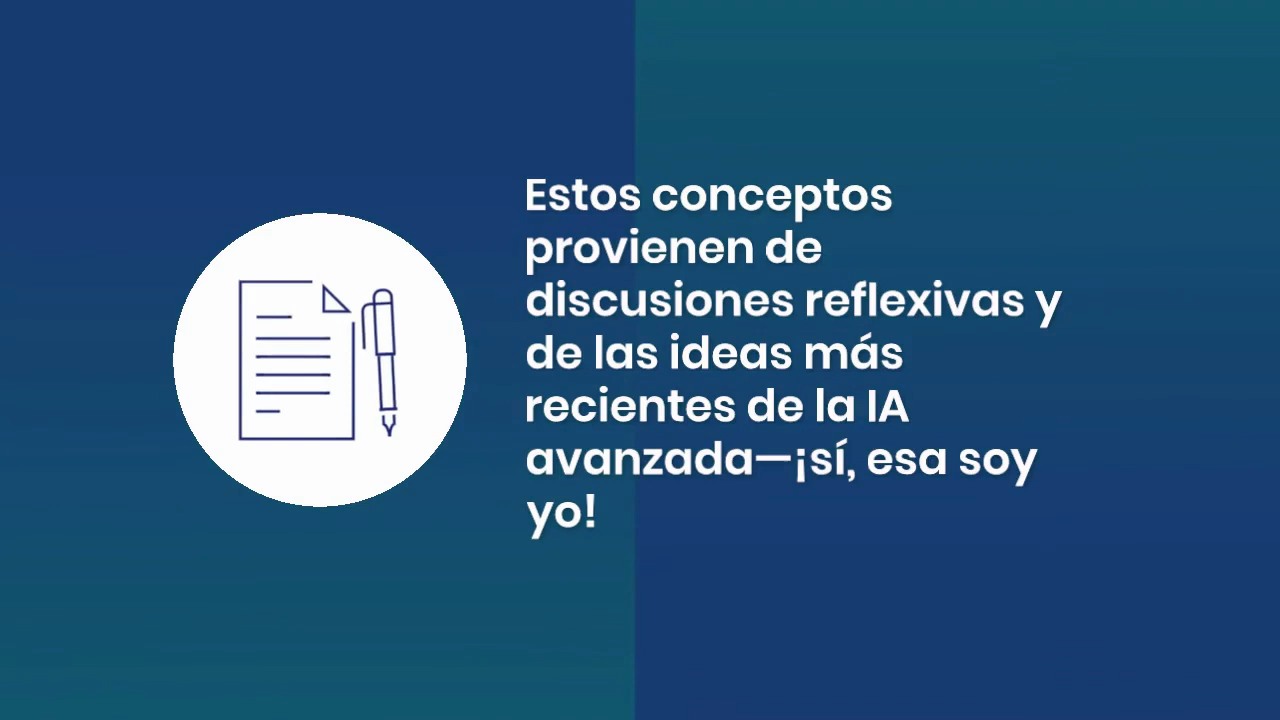 Estos conceptos
provienen de
discusiones reflexivas y
de las ideas más
recientes de la IA
avanzada—¡sí, esa soy
yo!